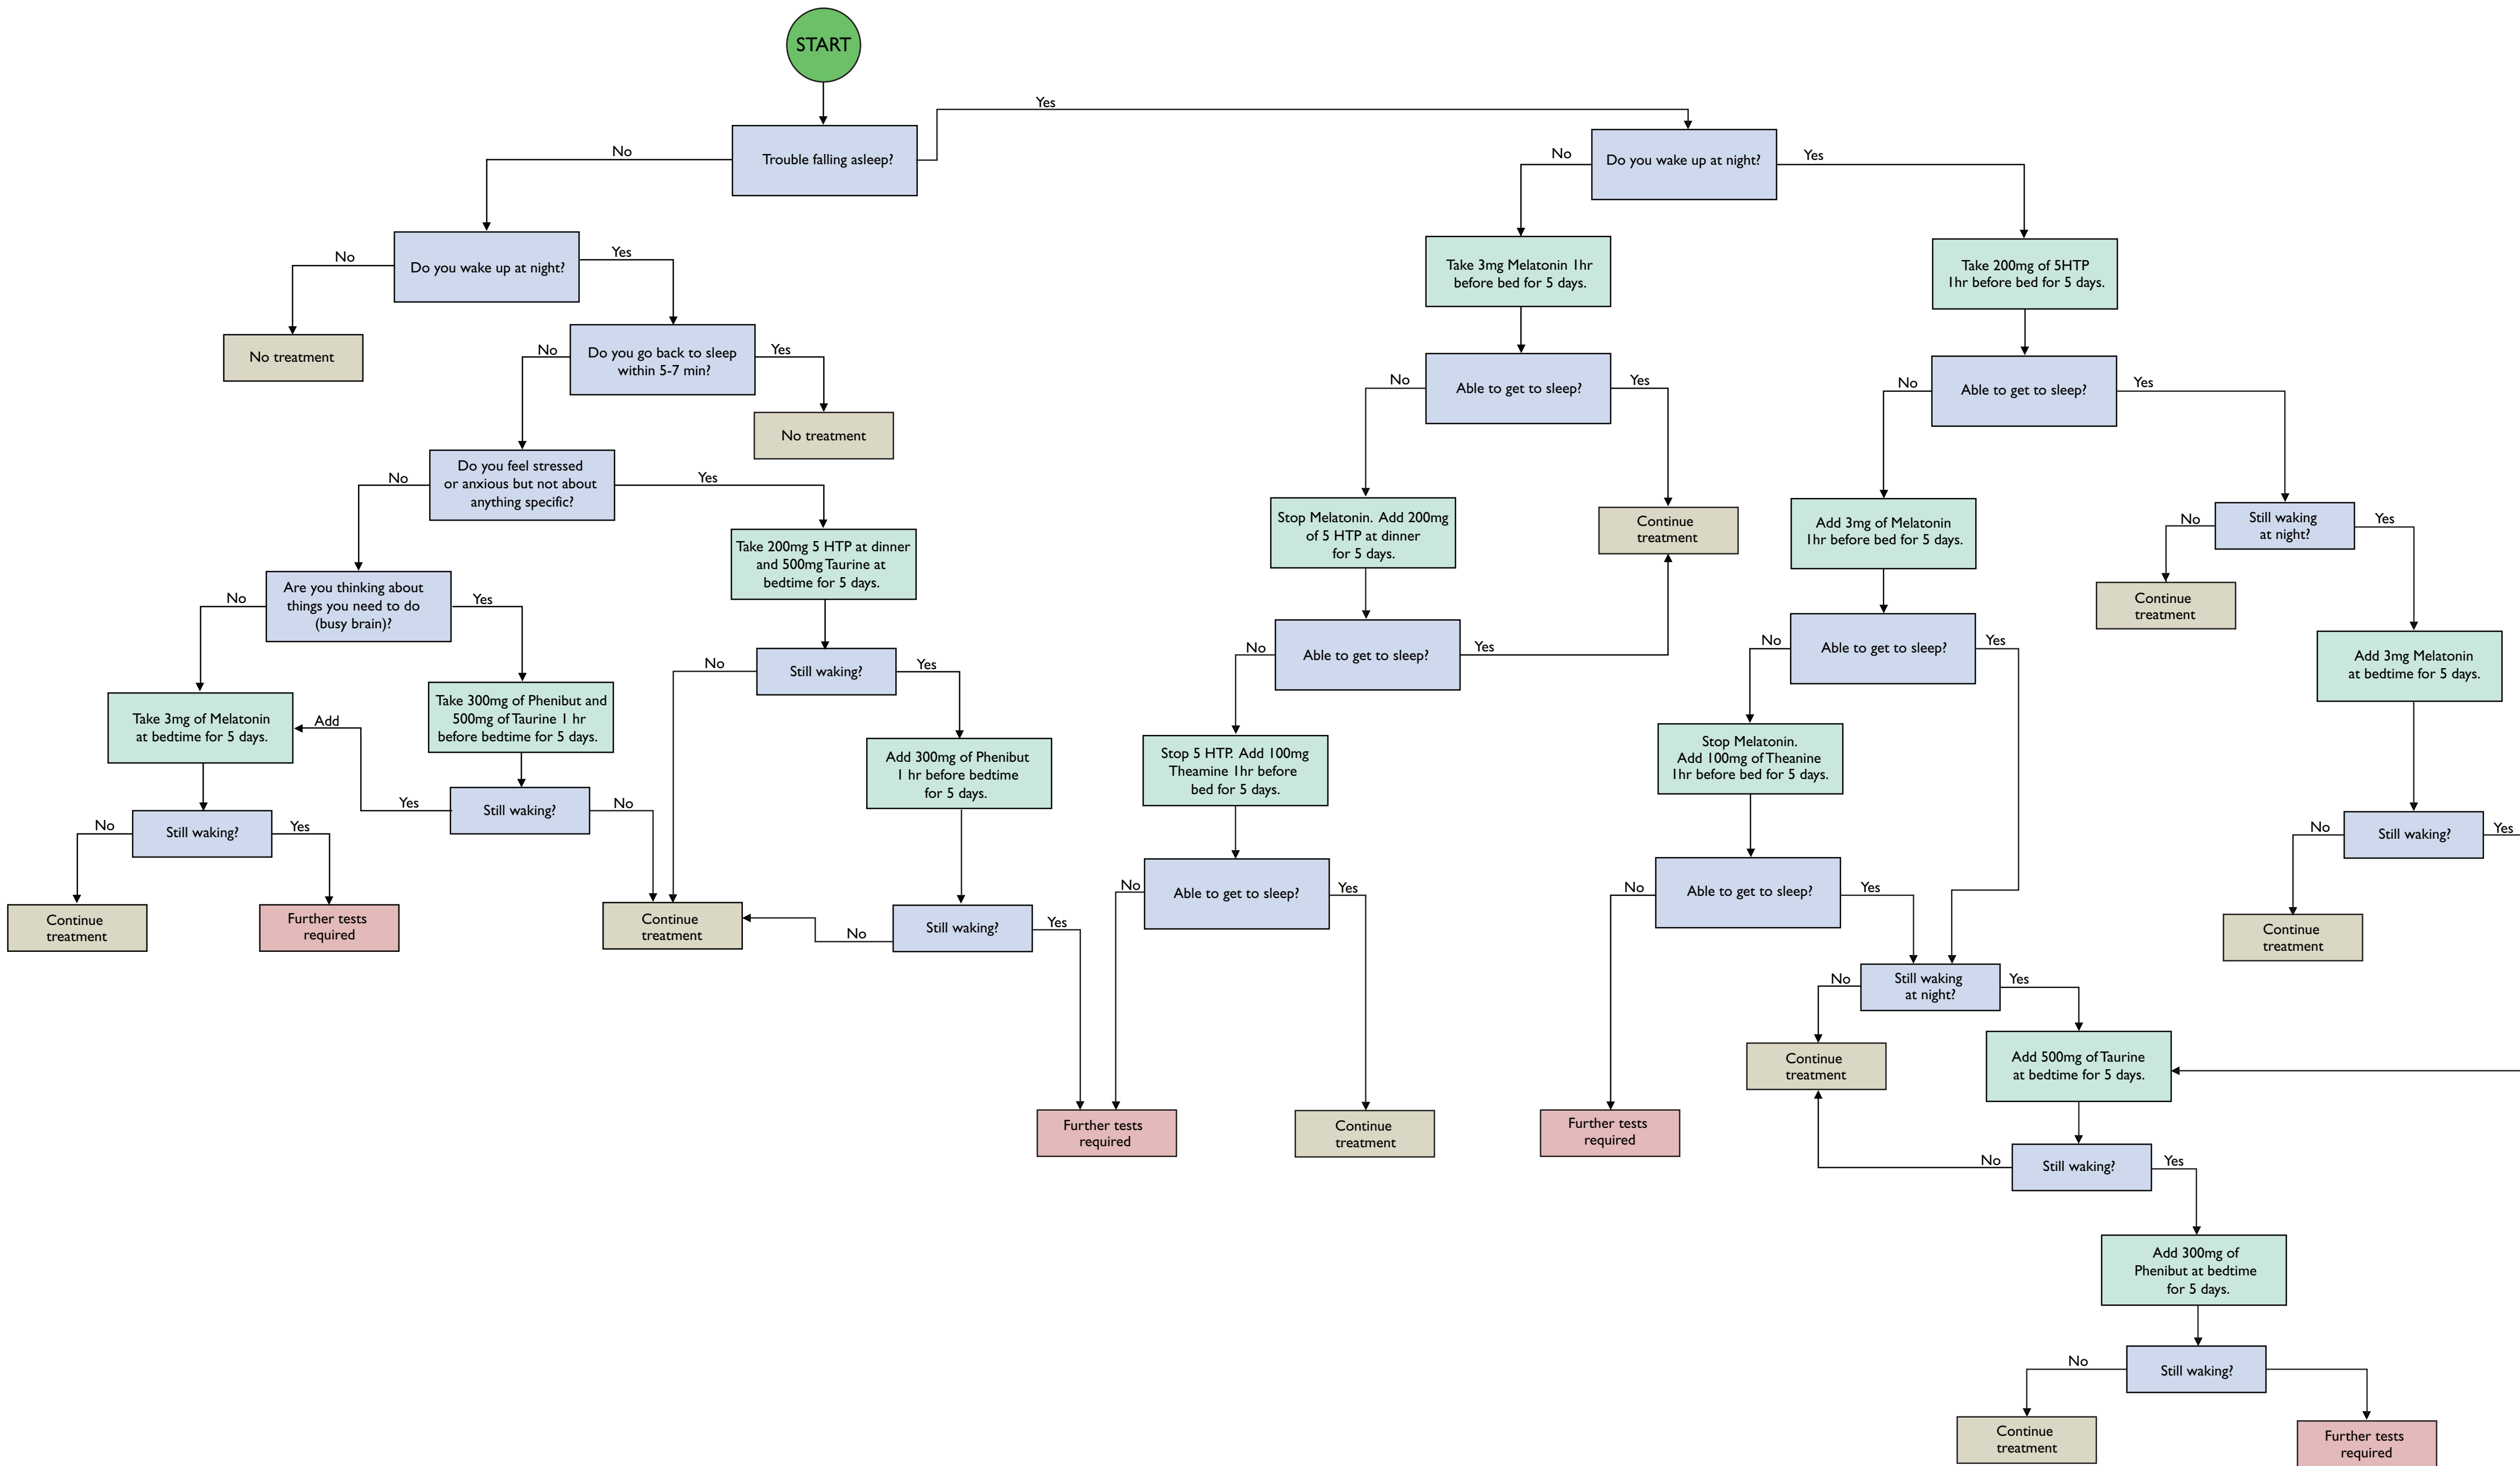 START
Yes
No
Trouble falling asleep?
No
Do you wake up at night?
Yes
No
Do you wake up at night?
Yes
No treatment
No
Do you go back to sleep
within 5-7 min?
Yes
No treatment
No
Do you feel stressed
or anxious but not about
anything specific?
Yes
Take 200mg 5 HTP at dinner
and 500mg Taurine at
bedtime for 5 days.
No
Are you thinking about
things you need to do
(busy brain)?
Yes
No
Still waking?
Yes
Take 3mg of Melatonin
at bedtime for 5 days.
Add
Take 300mg of Phenibut and
500mg of Taurine 1 hr
before bedtime for 5 days.
Add 300mg of Phenibut
1 hr before bedtime
for 5 days.
Yes
Still waking?
No
No
Still waking?
Yes
Continue
treatment
Further tests
required
Continue
treatment
No
Still waking?
Yes
Take 3mg Melatonin 1hr
before bed for 5 days.
No
Able to get to sleep?
Yes
Stop Melatonin. Add 200mg
of 5 HTP at dinner
for 5 days.
Continue
treatment
No
Able to get to sleep?
Yes
Stop 5 HTP. Add 100mg
Theamine 1hr before
bed for 5 days.
No
Able to get to sleep?
Yes
Further tests
required
Continue
treatment
Take 200mg of 5HTP
1hr before bed for 5 days.
No
Able to get to sleep?
Yes
Add 3mg of Melatonin
1hr before bed for 5 days.
No
Still waking
at night?
Yes
Continue
treatment
No
Able to get to sleep?
Yes
Add 3mg Melatonin
at bedtime for 5 days.
Stop Melatonin.
Add 100mg of Theanine
1hr before bed for 5 days.
No
Still waking?
Yes
No
Able to get to sleep?
Yes
Continue
treatment
No
Still waking
at night?
Yes
Continue
treatment
Add 500mg of Taurine
at bedtime for 5 days.
Further tests
required
No
Still waking?
Yes
Add 300mg of
Phenibut at bedtime
for 5 days.
No
Still waking?
Continue
treatment
Further tests
required